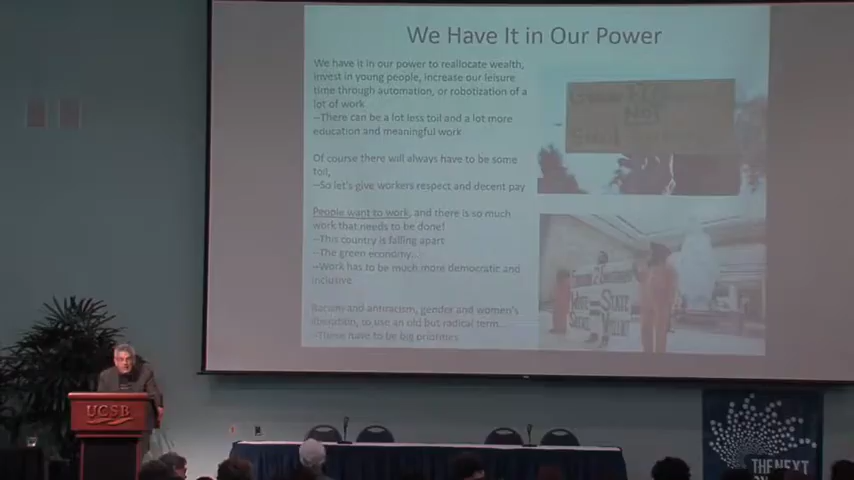 We Have It in Our Power
We have it in our power to reallocate wealth,
invest in young people, increase our leisure
time through automation, or robotization of a
lot of work
--There can be a lot less toil and a lot more
education and meaningful work
Of course there will always have to be some
toil,
--So let's give workers respect and decent pay
People want to work, and there is so much
work that needs to be done!
--This country is falling apart
--The green economy...
--Work has to be much more democratic and
inclusive
Racism and antiracism, gender and women's
liberation, to use an old but radical term...
--These have to be big priorities
STATE
UCSB
THE NEXT